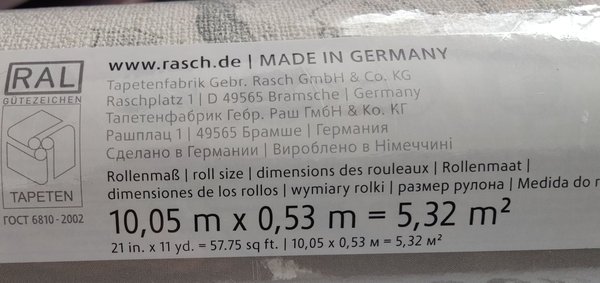 RAL
GÜTEZEICHEN
TAPETEN
ГОСТ 6810-2002
www.rasch.de | MADE IN GERMANY
Tapetenfabrik Gebr. Rasch GmbH & Co. KG
Raschplatz 1 | D 49565 Bramsche | Germany
Тапетенфабрик Гебр. Раш ГмбН & Ко. КГ
Рашплац 1 | 49565 Брамше | Германия
Сделано в Германии | Вироблено в Німеччині
Rollenmaß | roll size | dimensions des rouleaux | Rollenmaat |
dimensiones de los rollos | wymiary rolki | размер рулона | Medida do r
10,05 m x 0,53 m = 5,32 m²
21 in. x 11 yd. = 57.75 sq ft. | 10,05 x 0,53 м = 5,32 м²